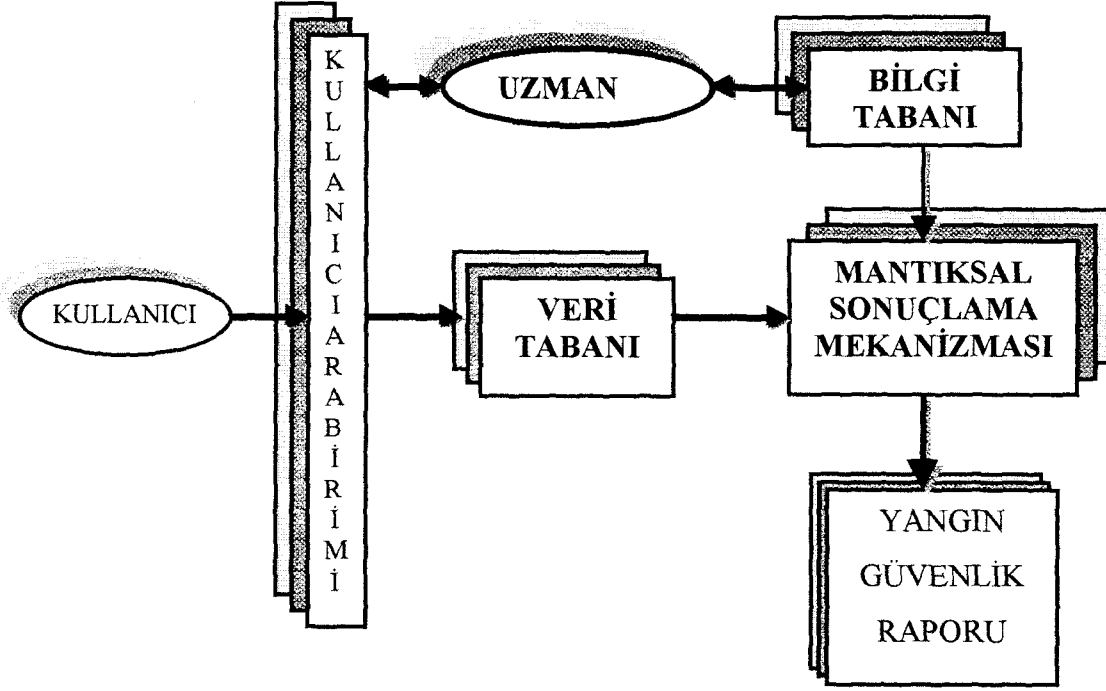 KULLANICI
KULLANICI ARABİRİMİ
UZMAN
BİLGİ
TABANI
VERİ
TABANI
MANTIKSAL
SONUÇLAMA
MEKANİZMASI
YANGIN
GÜVENLİK
RAPORU